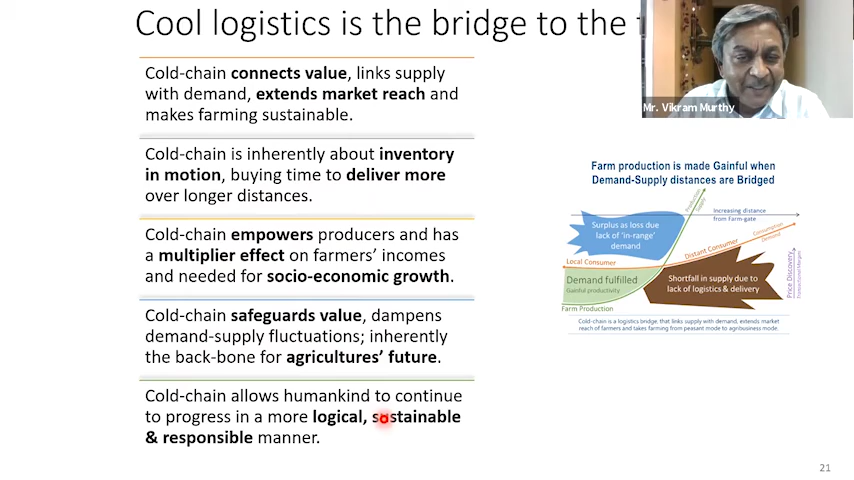 Cool logistics is the bridge to the f
Mr. Vikram Murthy
Cold-chain connects value, links supply
with demand, extends market reach and
makes farming sustainable.
Cold-chain is inherently about inventory
in motion, buying time to deliver more
over longer distances.
Cold-chain empowers producers and has
a multiplier effect on farmers’ incomes
and needed for socio-economic growth.
Cold-chain safeguards value, dampens
demand-supply fluctuations; inherently
the back-bone for agricultures’ future.
Cold-chain allows humankind to continue
to progress in a more logical, sustainable
& responsible manner.
Farm production is made Gainful when
Demand-Supply distances are Bridged
Production
Supply
Increasing distance
from Farm-gate
Surplus as loss due
lack of 'in-range'
demand
Consumption
Demand
Distant Consumer
Local Consumer
Demand fulfilled
Gainful productivity
Shortfall in supply due to
lack of logistics & delivery
Price Discovery
Farm Production
Cold-chain is a logistics bridge, that links supply with demand, extends market
reach of farmers and takes farming from peasant mode to agribusiness mode.
21